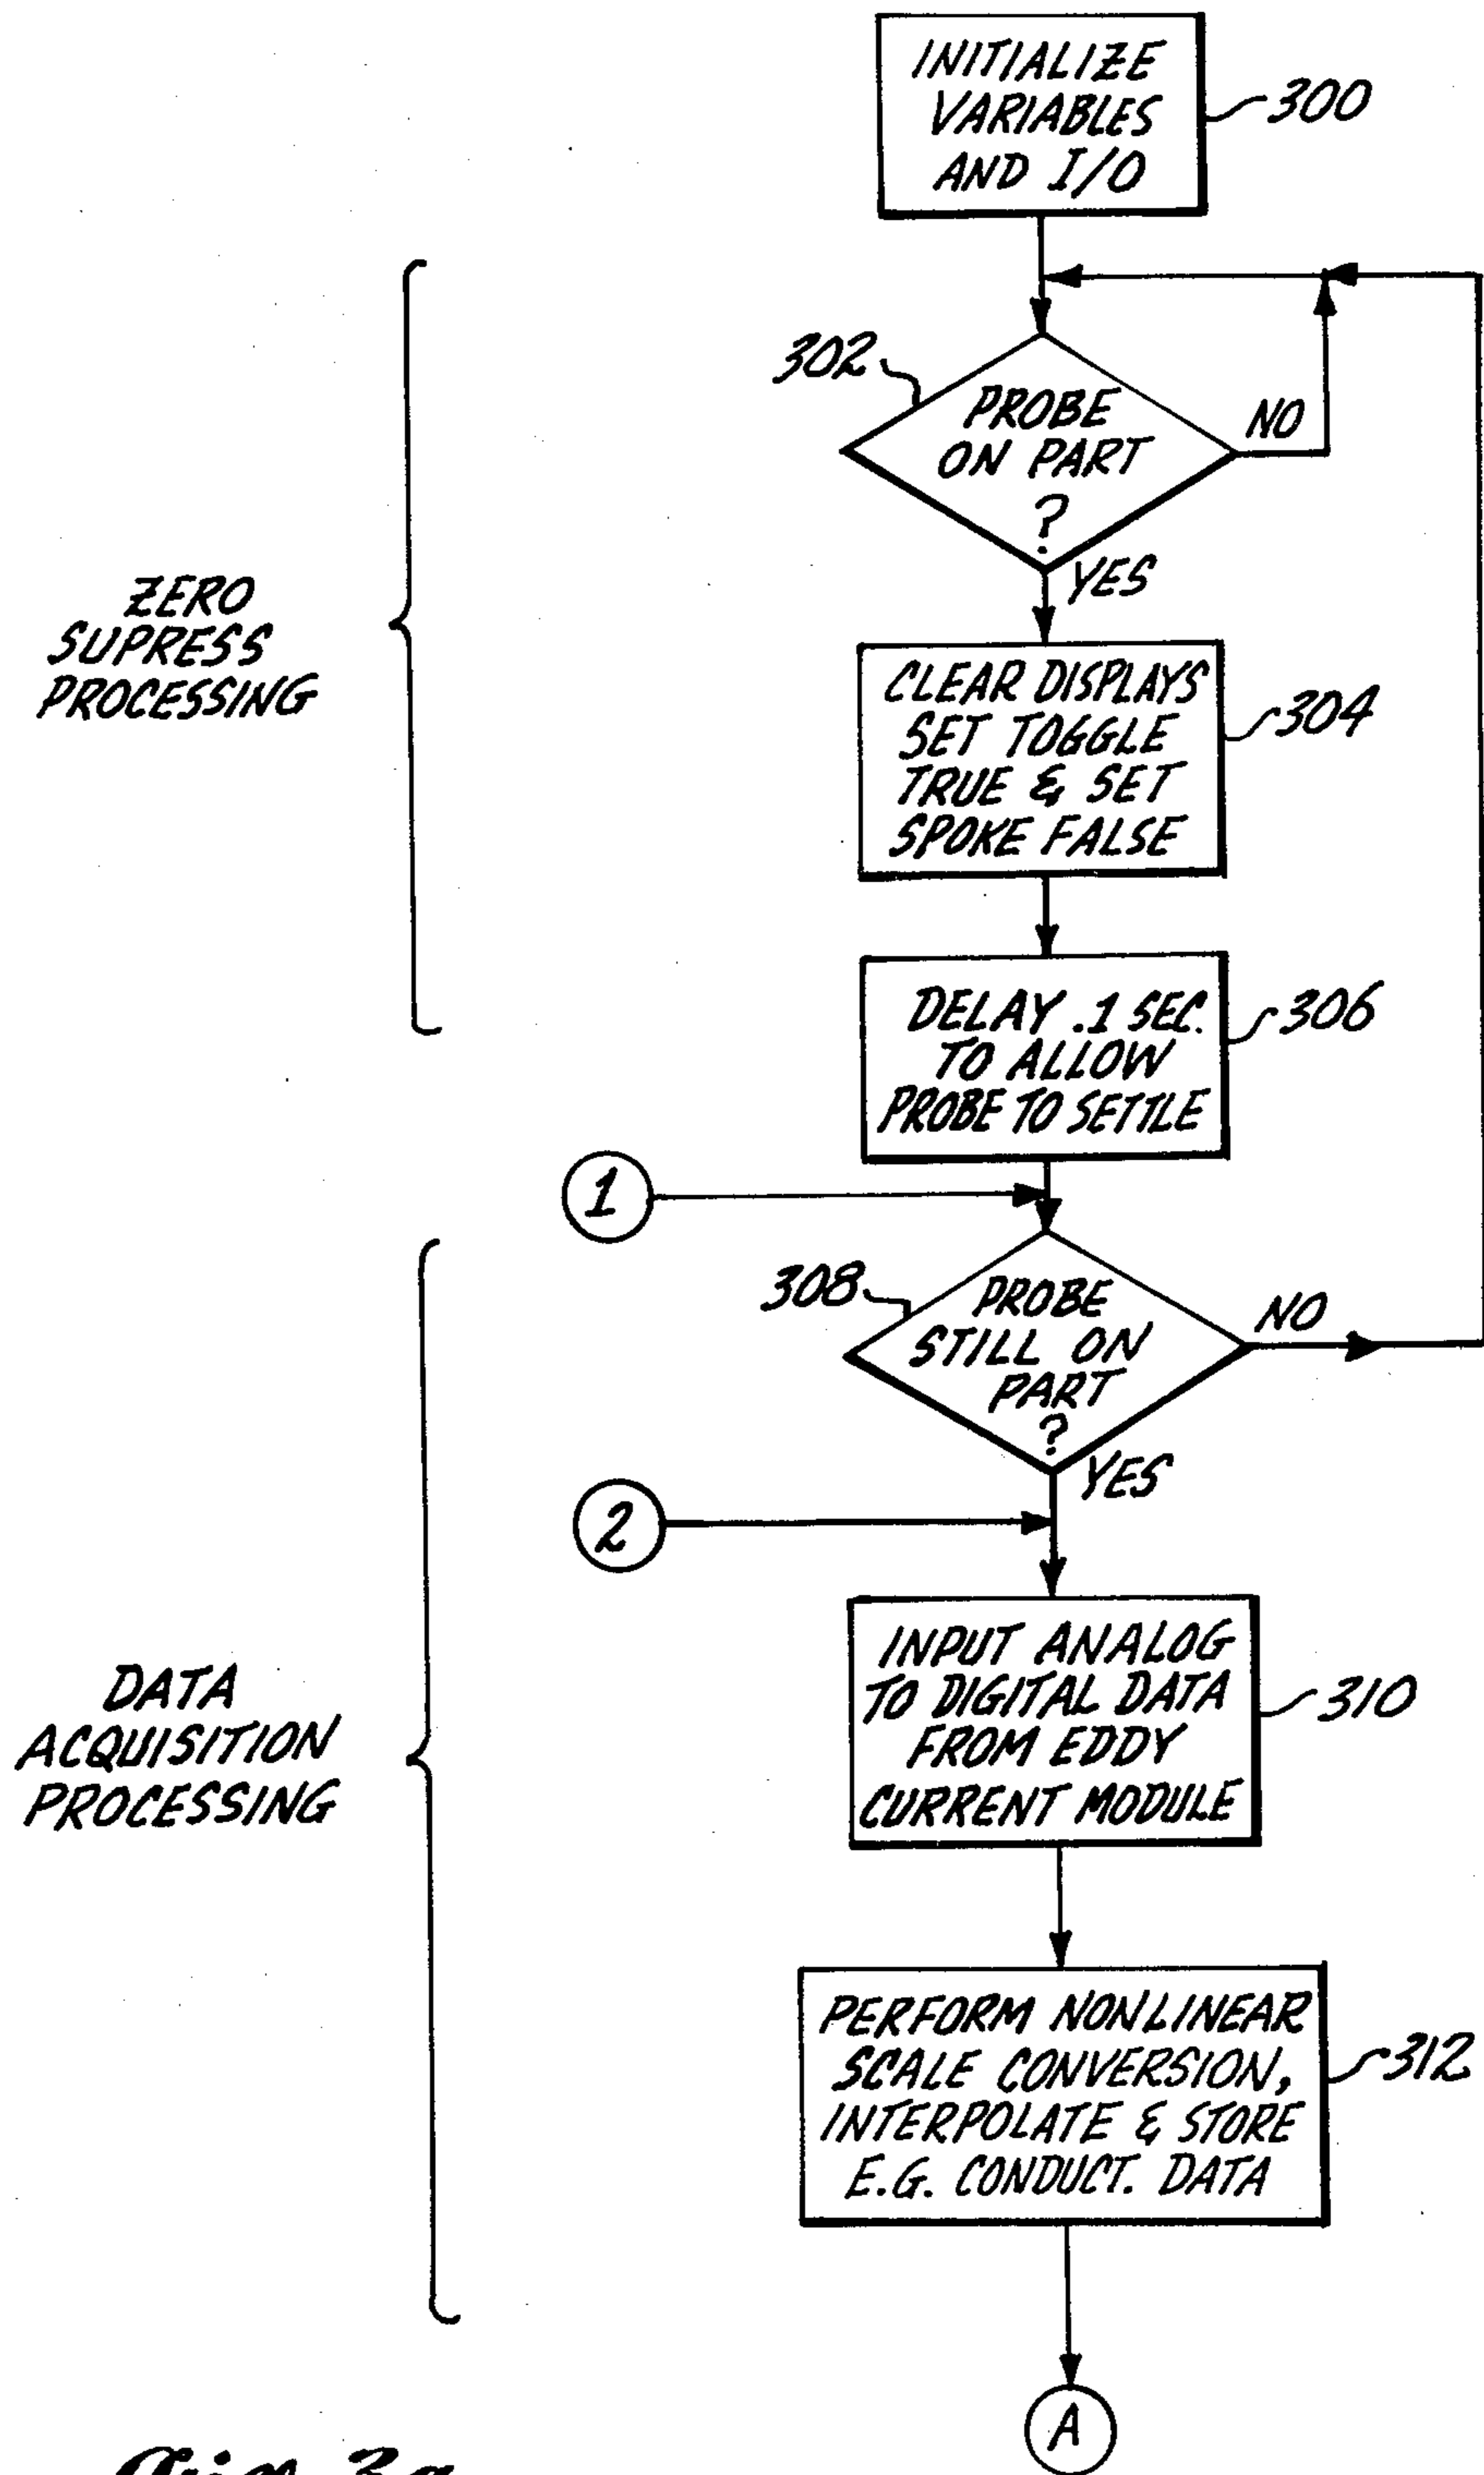 INITIALIZE
VARIABLES
AND I/O
300
302
PROBE
ON PART
?
NO
YES
ZERO
SUPRESS
PROCESSING
CLEAR DISPLAYS
SET TOGGLE
TRUE & SET
SPOKE FALSE
304
DELAY .1 SEC.
TO ALLOW
PROBE TO SETTLE
306
1
308
PROBE
STILL ON
PART
?
NO
YES
2
DATA
ACQUISITION
PROCESSING
INPUT ANALOG
TO DIGITAL DATA
FROM EDDY
CURRENT MODULE
310
PERFORM NONLINEAR
SCALE CONVERSION,
INTERPOLATE & STORE
E.G. CONDUCT. DATA
312
A